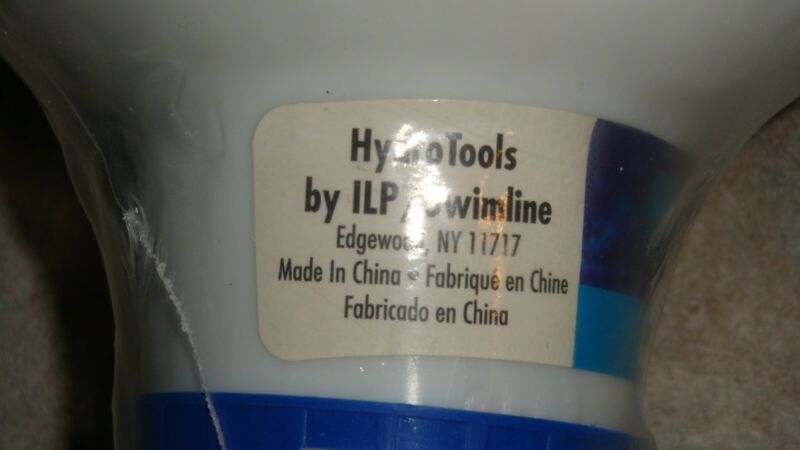 HydroTools
by ILP/Swimline
Edgewood, NY 11717
Made In China • Fabriqué en Chine
Fabricado en China